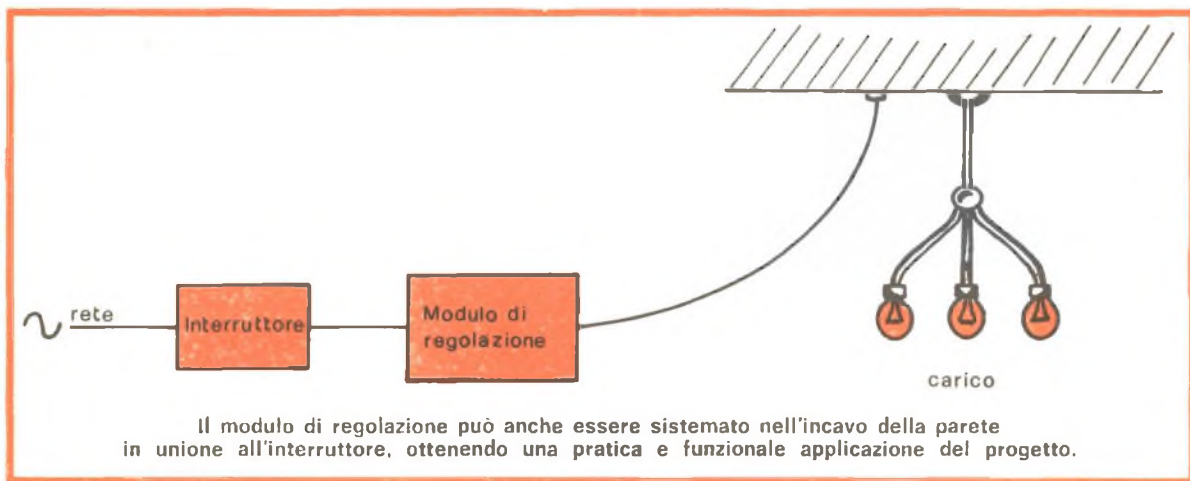 rete
Interruttore
Modulo di
regolazione
carico
Il modulo di regolazione può anche essere sistemato nell'incavo della parete
in unione all'interruttore, ottenendo una pratica e funzionale applicazione del progetto.